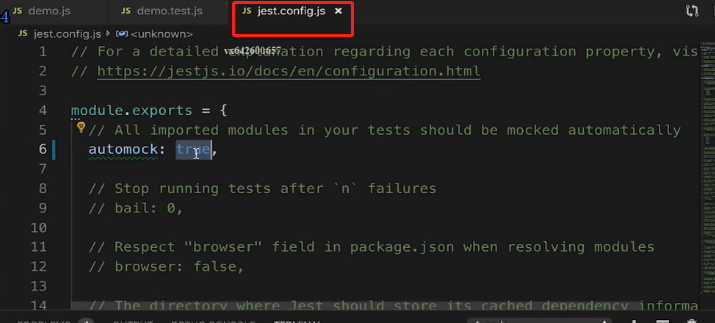 4 JS demo.js JS demo.test.js JS jest.config.js ×
JS jest.config.js > <unknown>
vx642600657
1 // For a detailed explanation regarding each configuration property, vis
2 // https://jestjs.io/docs/en/configuration.html
3
4 module.exports = {
5 // All imported modules in your tests should be mocked automatically
6 automock: true,
7
8 // Stop running tests after `n` failures
9 // bail: 0,
10
11 // Respect "browser" field in package.json when resolving modules
12 // browser: false,
13
14 // The directory where Jest should store its cached dependency informa